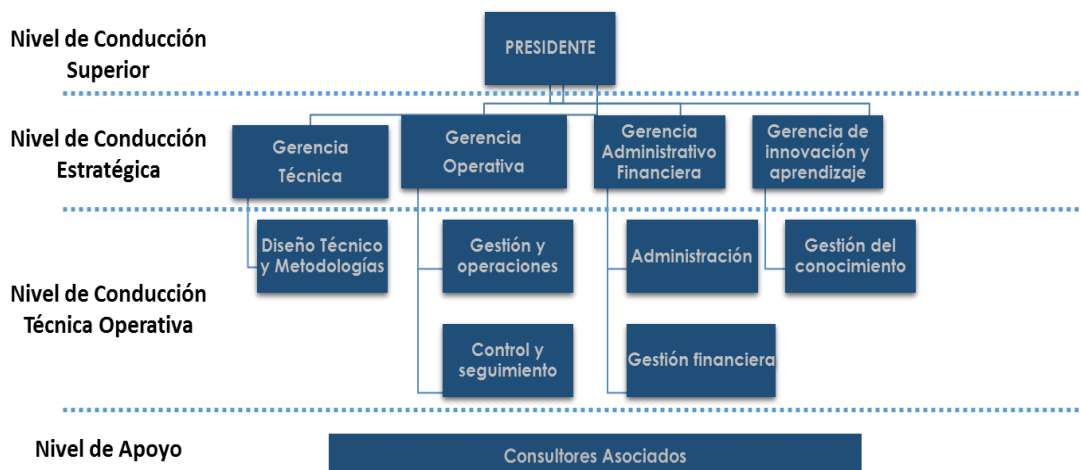 Nivel de Conducción
Superior
PRESIDENTE
Nivel de Conducción
Estratégica
Gerencia
Técnica
Gerencia
Operativa
Gerencia
Administrativo
Financiera
Gerencia de
innovación y
aprendizaje
Nivel de Conducción
Técnica Operativa
Diseño Técnico
y Metodologías
Gestión y
operaciones
Administración
Gestión del
conocimiento
Control y
seguimiento
Gestión financiera
Nivel de Apoyo
Consultores Asociados